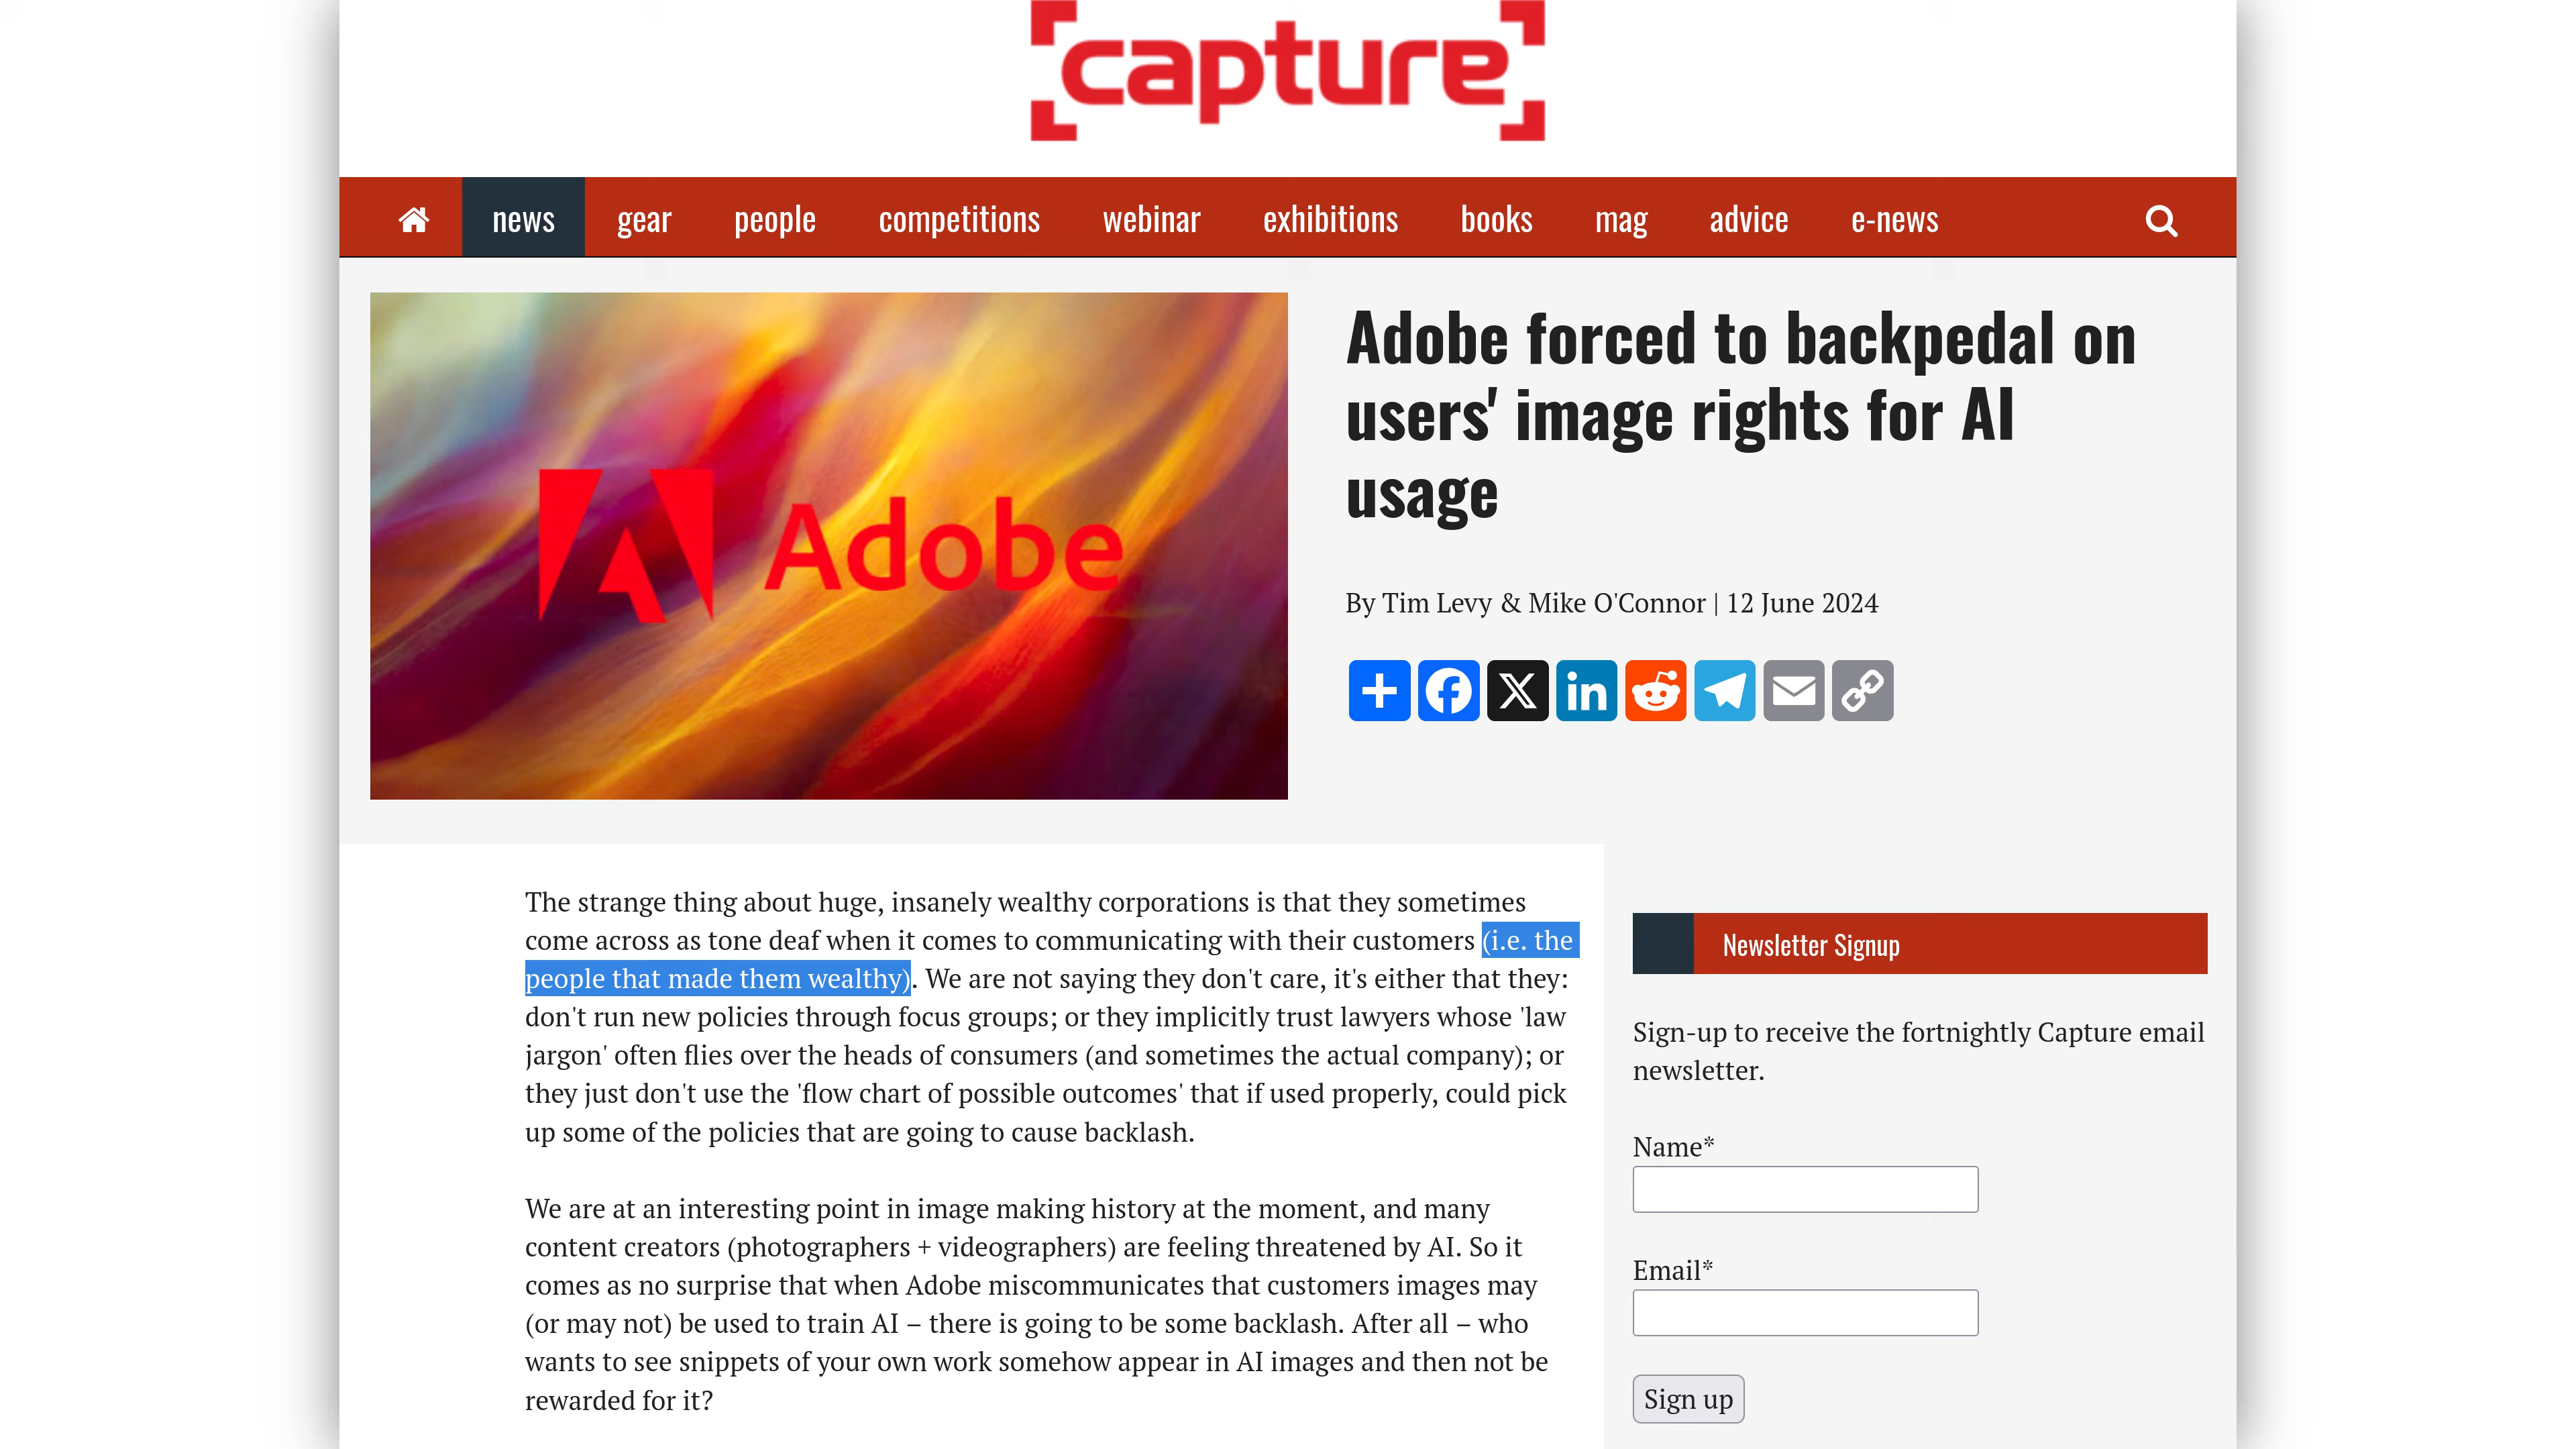 capture
news
gear
people
competitions
webinar
exhibitions
books
mag
advice
e-news
Adobe
Adobe forced to backpedal on
users' image rights for AI
usage
By Tim Levy & Mike O'Connor | 12 June 2024
The strange thing about huge, insanely wealthy corporations is that they sometimes
come across as tone deaf when it comes to communicating with their customers (i.e. the
people that made them wealthy). We are not saying they don't care, it's either that they:
don't run new policies through focus groups; or they implicitly trust lawyers whose 'law
jargon' often flies over the heads of consumers (and sometimes the actual company); or
they just don't use the 'flow chart of possible outcomes' that if used properly, could pick
up some of the policies that are going to cause backlash.
We are at an interesting point in image making history at the moment, and many
content creators (photographers + videographers) are feeling threatened by AI. So it
comes as no surprise that when Adobe miscommunicates that customers images may
(or may not) be used to train AI – there is going to be some backlash. After all – who
wants to see snippets of your own work somehow appear in AI images and then not be
rewarded for it?
Newsletter Signup
Sign-up to receive the fortnightly Capture email
newsletter.
Name*
Email*
Sign up